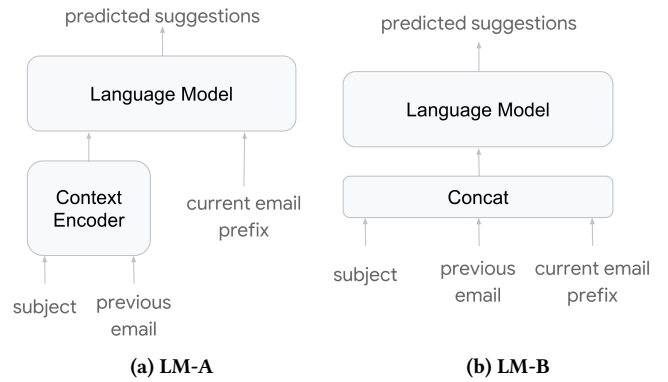 predicted suggestions
Language Model
Context
Encoder
current email
prefix
subject
previous
email
(a) LM-A
predicted suggestions
Language Model
Concat
subject
previous
email
current email
prefix
(b) LM-B